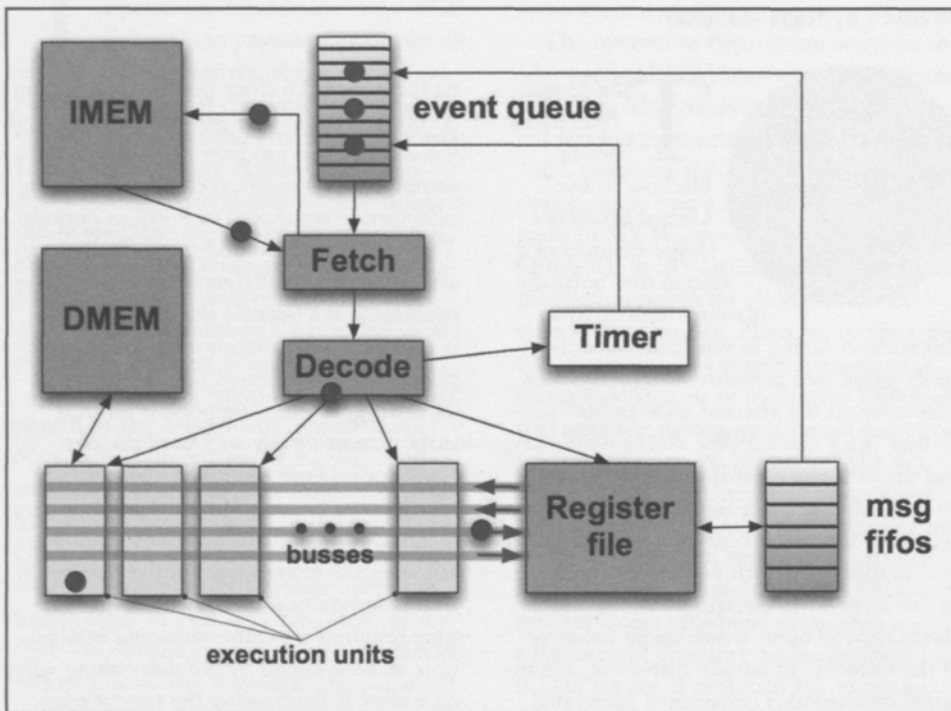 IMEM
event queue
Fetch
DMEM
Timer
Decode
Register
file
msg
fifos
busses
execution units